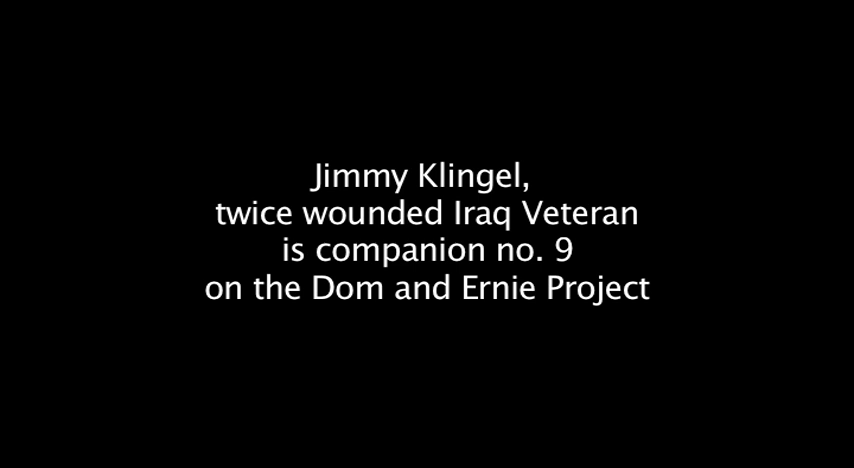 Jimmy Klingel,
twice wounded Iraq Veteran
is companion no. 9
on the Dom and Ernie Project